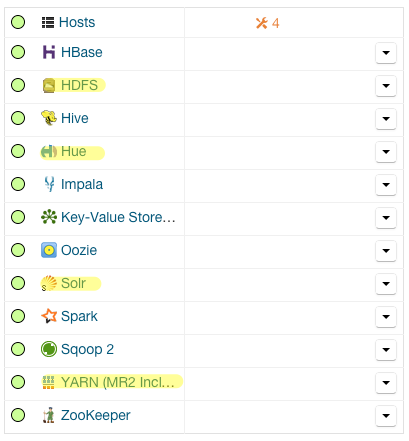 Hosts 4
HBase
HDFS
Hive
Hue
Impala
Key-Value Store...
Oozie
Solr
Spark
Sqoop 2
YARN (MR2 Incl...
ZooKeeper